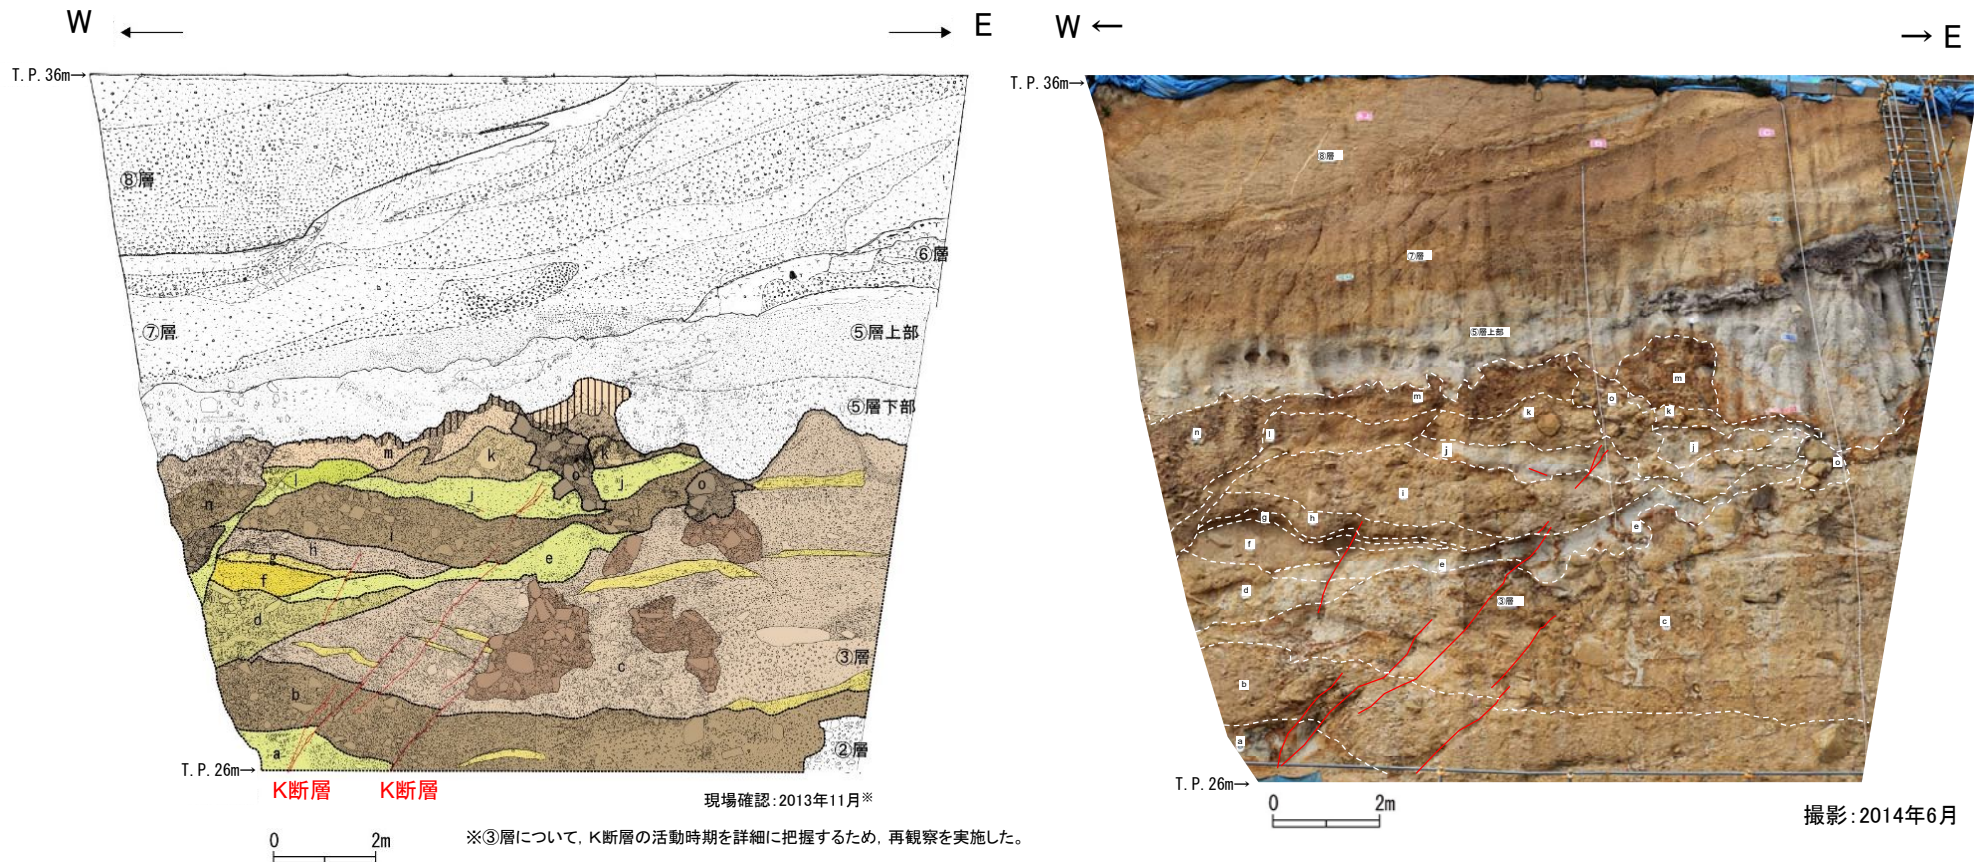 W E
T.P.36m→
⑧層
⑥層
⑦層
⑤層上部
⑤層下部
m
k
k
l
j
j
o
o
n
i
h
g
f
e
d
c
③層
b
②層
a
T.P.26m→
K断層 K断層
現場確認:2013年11月※
0 2m
※③層について，K断層の活動時期を詳細に把握するため，再観察を実施した。
W ← → E
T.P.36m→
⑧層
⑦層
⑤層上部
m
m
o
k
k
n
l
j
j
o
i
g
h
e
f
e
d
③層
c
b
a
T.P.26m→
0 2m
撮影:2014年6月